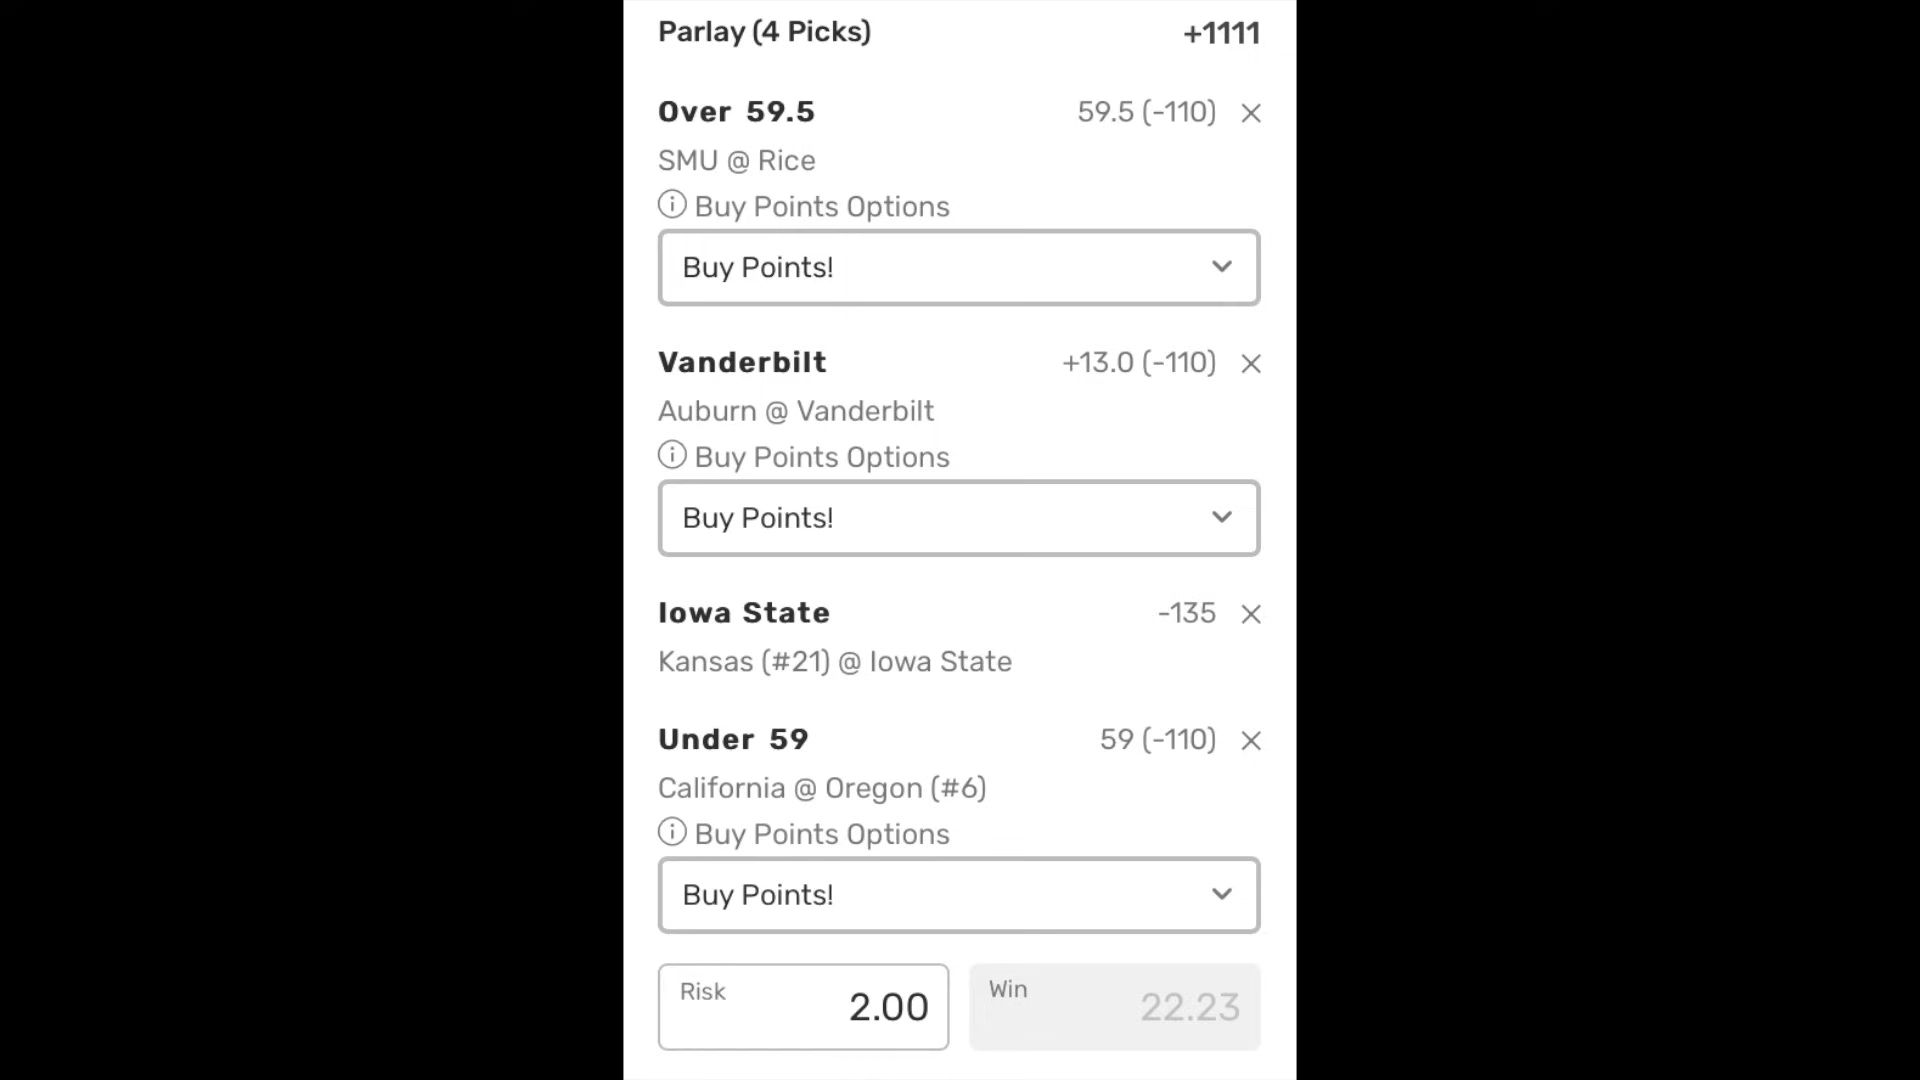 Parlay (4 Picks) +1111
Over 59.5 59.5 (-110)
SMU @ Rice
Buy Points Options
Buy Points!
Vanderbilt +13.0 (-110)
Auburn @ Vanderbilt
Buy Points Options
Buy Points!
Iowa State -135
Kansas (#21) @ Iowa State
Under 59 59 (-110)
California @ Oregon (#6)
Buy Points Options
Buy Points!
Risk 2.00 Win 22.23